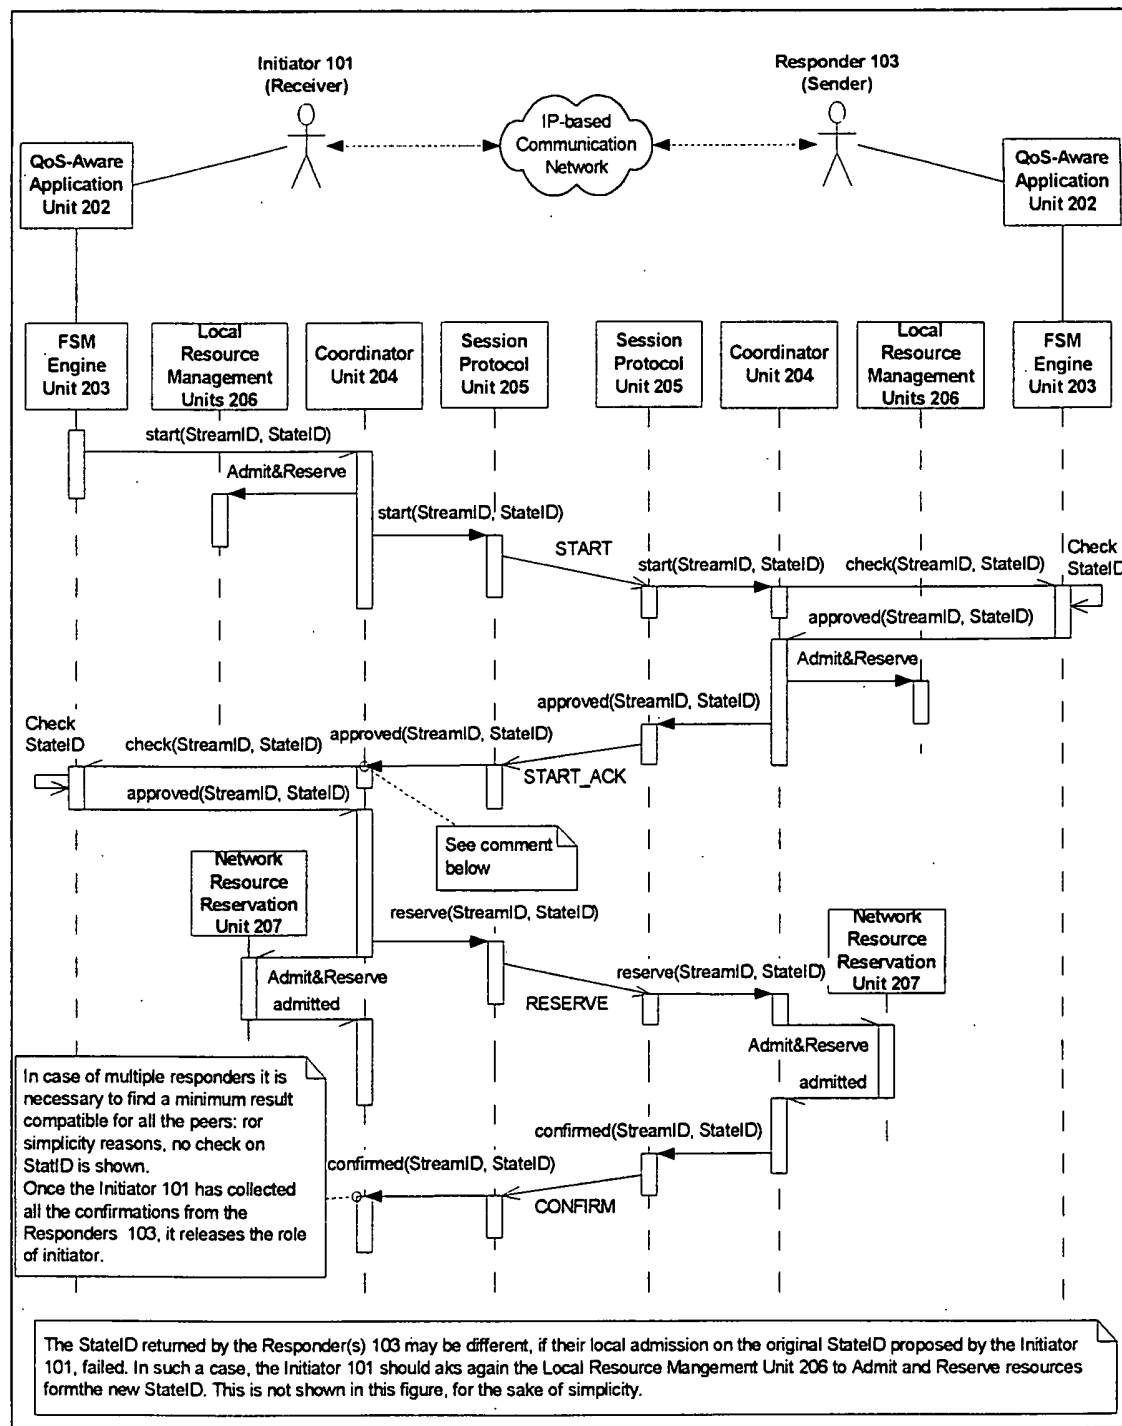 Initiator 101
(Receiver)
Responder 103
(Sender)
IP-based
Communication
Network
QoS-Aware
Application
Unit 202
QoS-Aware
Application
Unit 202
FSM
Engine
Unit 203
Local
Resource
Management
Units 206
Coordinator
Unit 204
Session
Protocol
Unit 205
Session
Protocol
Unit 205
Coordinator
Unit 204
Local
Resource
Management
Units 206
FSM
Engine
Unit 203
start(StreamID, StateID)
Admit&Reserve
start(StreamID, StateID)
START
start(StreamID, StateID)
check(StreamID, StateID)
Check
StateID
approved(StreamID, StateID)
Admit&Reserve
approved(StreamID, StateID)
approved(StreamID, StateID)
START_ACK
Check
StateID
check(StreamID, StateID)
approved(StreamID, StateID)
See comment
below
Network
Resource
Reservation
Unit 207
reserve(StreamID, StateID)
Admit&Reserve
admitted
RESERVE
reserve(StreamID, StateID)
Network
Resource
Reservation
Unit 207
Admit&Reserve
admitted
confirmed(StreamID, StateID)
confirmed(StreamID, StateID)
CONFIRM
In case of multiple responders it is
necessary to find a minimum result
compatible for all the peers: ror
simplicity reasons, no check on
StatID is shown.
Once the Initiator 101 has collected
all the confirmations from the
Responders 103, it releases the role
of initiator.
The StateID returned by the Responder(s) 103 may be different, if their local admission on the original StateID proposed by the Initiator
101, failed. In such a case, the Initiator 101 should aks again the Local Resource Mangement Unit 206 to Admit and Reserve resources
formthe new StateID. This is not shown in this figure, for the sake of simplicity.